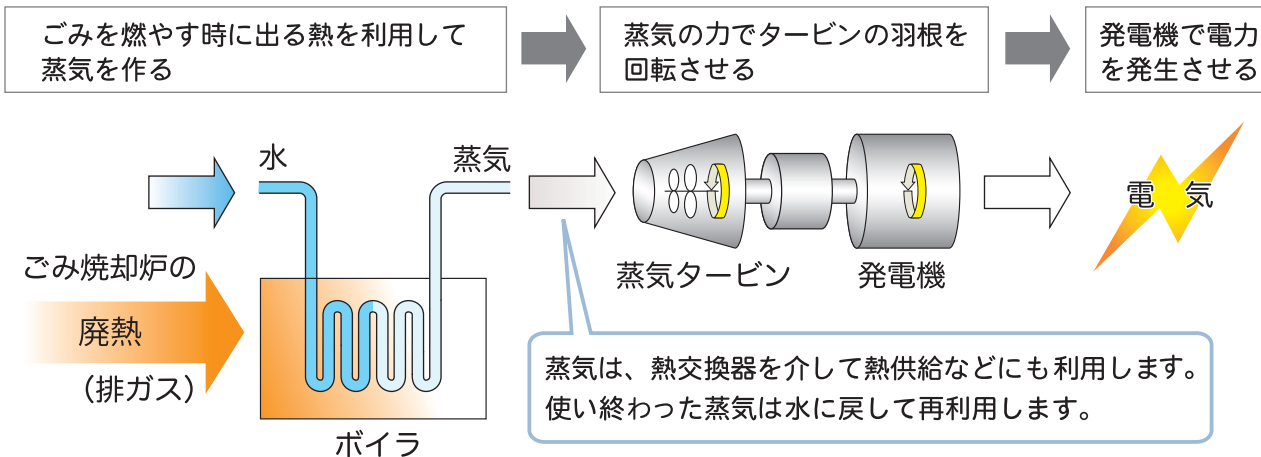 ごみを燃やす時に出る熱を利用して
蒸気を作る
蒸気の力でタービンの羽根を
回転させる
発電機で電力
を発生させる
水
蒸気
電気
ごみ焼却炉の
廃熱
(排ガス)
ボイラ
蒸気タービン
発電機
蒸気は、熱交換器を介して熱供給などにも利用します。
使い終わった蒸気は水に戻して再利用します。